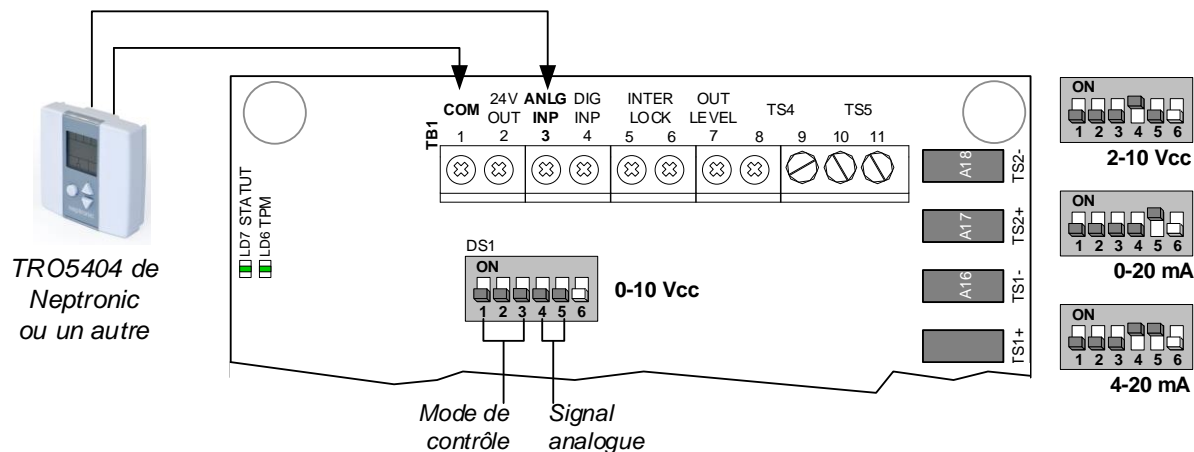 COM
24V
OUT
ANLG
INP
DIG
INP
INTER
LOCK
OUT
LEVEL
TS4
TS5
TB1
1 2 3 4 5 6 7 8 9 10 11
LD7 STATUT
LD6 TPM
neptronic
TRO5404 de
Neptronic
ou un autre
DS1
ON
1 2 3 4 5 6
0-10 Vcc
Mode de
contrôle
Signal
analogue
A18
TS2-
A17
TS2+
A16
TS1-
TS1+
ON
1 2 3 4 5 6
2-10 Vcc
ON
1 2 3 4 5 6
0-20 mA
ON
1 2 3 4 5 6
4-20 mA